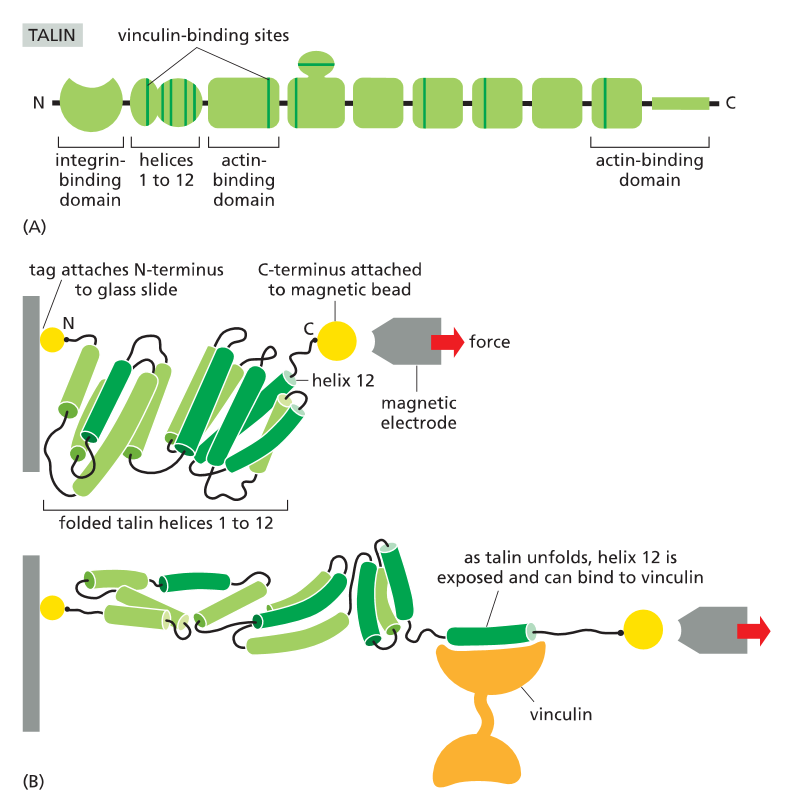 TALIN
vinculin-binding sites
N
C
integrin-
binding
domain
helices
1 to 12
actin-
binding
domain
actin-binding
domain
(A)
tag attaches N-terminus
to glass slide
C-terminus attached
to magnetic bead
N
C
force
helix 12
magnetic
electrode
folded talin helices 1 to 12
as talin unfolds, helix 12 is
exposed and can bind to vinculin
vinculin
(B)